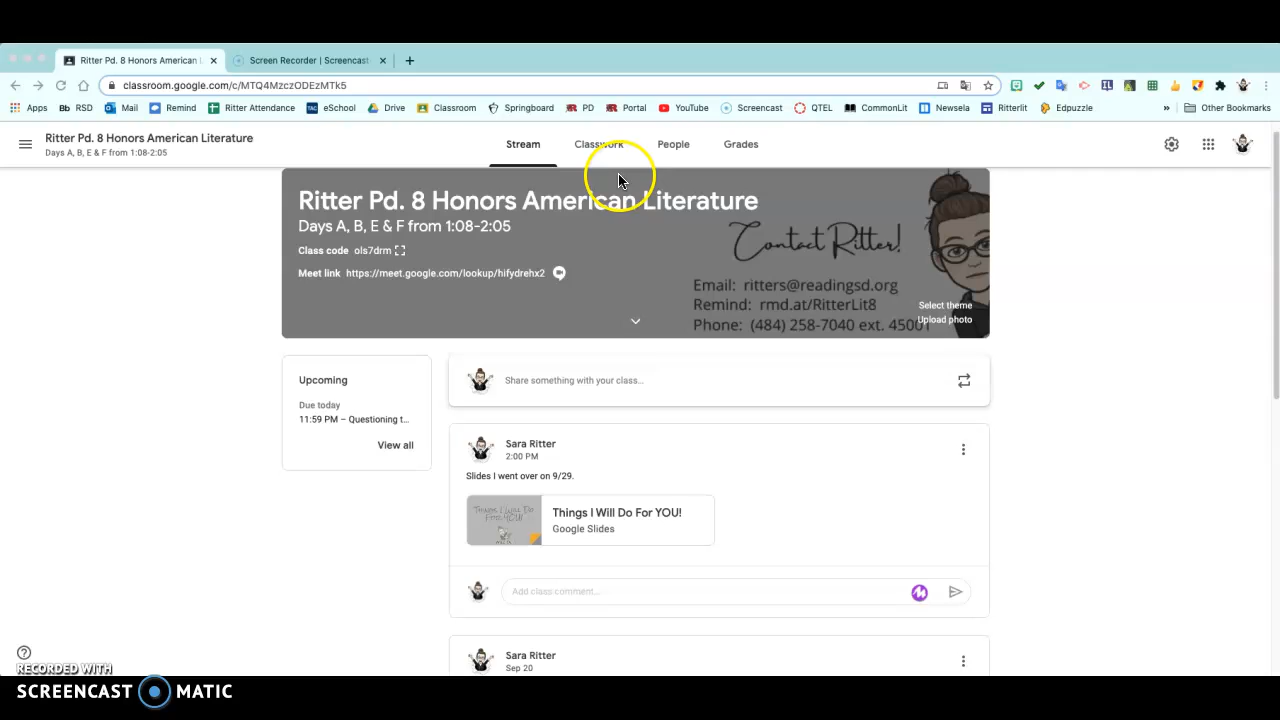 Ritter Pd. 8 Honors American L
Screen Recorder | Screencast
classroom.google.com/c/MTQ4MzczODEzMTk5
Apps Bb RSD Mail Remind Ritter Attendance eSchool Drive Classroom Springboard PD Portal YouTube Screencast QTEL CommonLit Newsela Ritterlit Edpuzzle » Other Bookmarks
Ritter Pd. 8 Honors American Literature
Days A, B, E & F from 1:08-2:05
Stream Classwork People Grades
Ritter Pd. 8 Honors American Literature
Days A, B, E & F from 1:08-2:05
Class code ols7drm
Meet link https://meet.google.com/lookup/hifydrehx2
Contact Ritter!
Email: ritters@readingsd.org
Remind: rmd.at/RitterLit8
Phone: (484) 258-7040 ext. 45001
Select theme
Upload photo
Upcoming
Due today
11:59 PM – Questioning t...
View all
Share something with your class...
Sara Ritter
2:00 PM
Slides I went over on 9/29.
THINGS I WILL DO FOR YOU!
Things I Will Do For YOU!
Google Slides
Add class comment...
Sara Ritter
Sep 20
RECORDED WITH
SCREENCAST MATIC